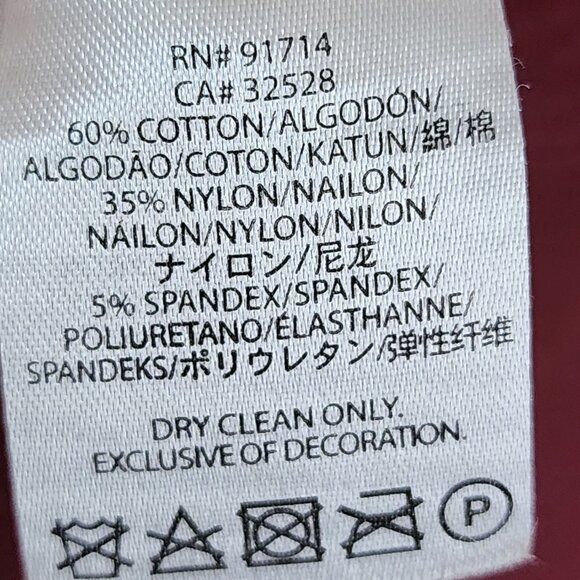 RN# 91714
CA# 32528
60% COTTON/ALGODÓN/
ALGODÃO/COTON/KATUN/綿/棉
35% NYLON/NAILON/
NÁILON/NYLON/NILON/
ナイロン/尼龙
5% SPANDEX/SPANDEX/
POLIURETANO/ÉLASTHANNE/
SPANDEKS/ポリウレタン/弹性纤维
DRY CLEAN ONLY.
EXCLUSIVE OF DECORATION.
P